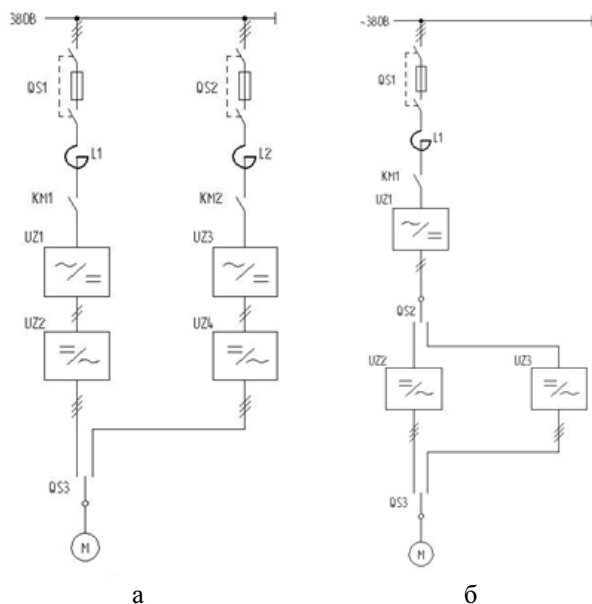 380В
QS1
QS2
L1
L2
KM1
KM2
UZ1
UZ3
UZ2
UZ4
QS3
M
а
~380В
QS1
L1
KM1
UZ1
QS2
UZ2
UZ3
QS3
M
б